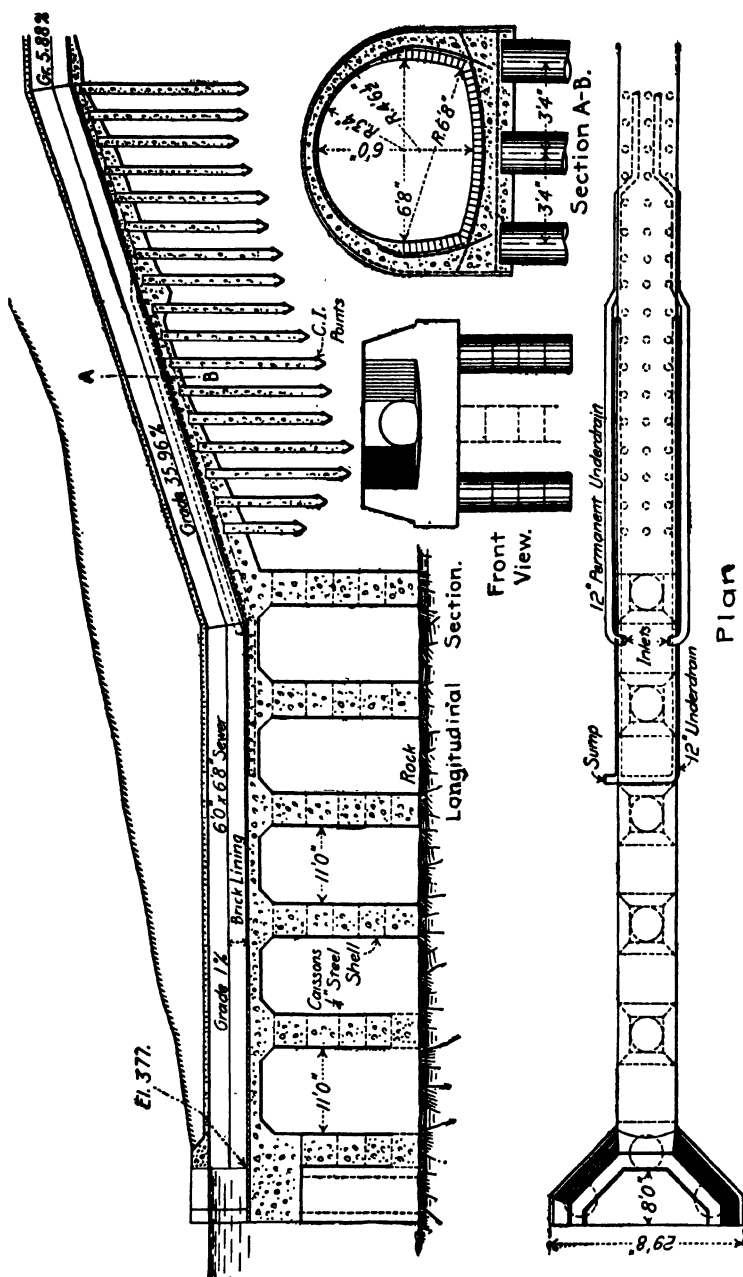 Gr. 5.88%
Grade 35.96%
A
B
C.I.
Points
6'0" x 6'8" Sewer
Brick Lining
Grade 1%
El. 377.
11'0"
11'0"
Caissons
¼" Steel
Shell
Rock
Longitudinal Section.
R.3'4"
R.4'6½"
R.6'8"
6'0"
6'8"
3'4"
3'4"
Section A-B.
Front
View.
12" Permanent Underdrain
Inlets
Sump
12" Underdrain
8'0"
29'8"
Plan